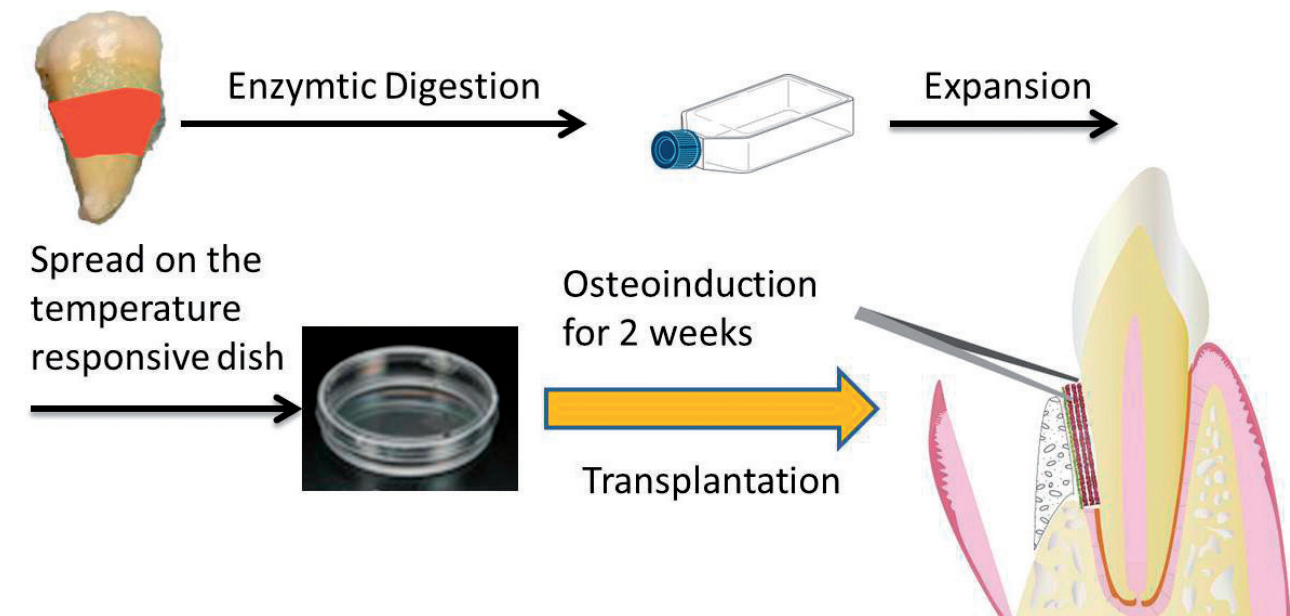 Enzymtic Digestion
Expansion
Spread on the
temperature
responsive dish
Osteoinduction
for 2 weeks
Transplantation